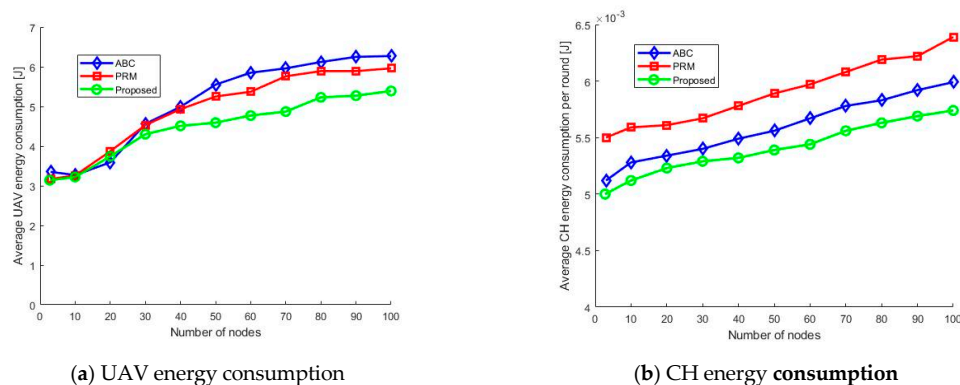 7
6
5
4
3
2
1
0
Average UAV energy consumption [J]
ABC
PRM
Proposed
0 10 20 30 40 50 60 70 80 90 100
Number of nodes
(a) UAV energy consumption
× 10⁻³
6.5
6
5.5
5
4.5
4
Average CH energy consumption per round [J]
ABC
PRM
Proposed
0 10 20 30 40 50 60 70 80 90 100
Number of nodes
(b) CH energy consumption